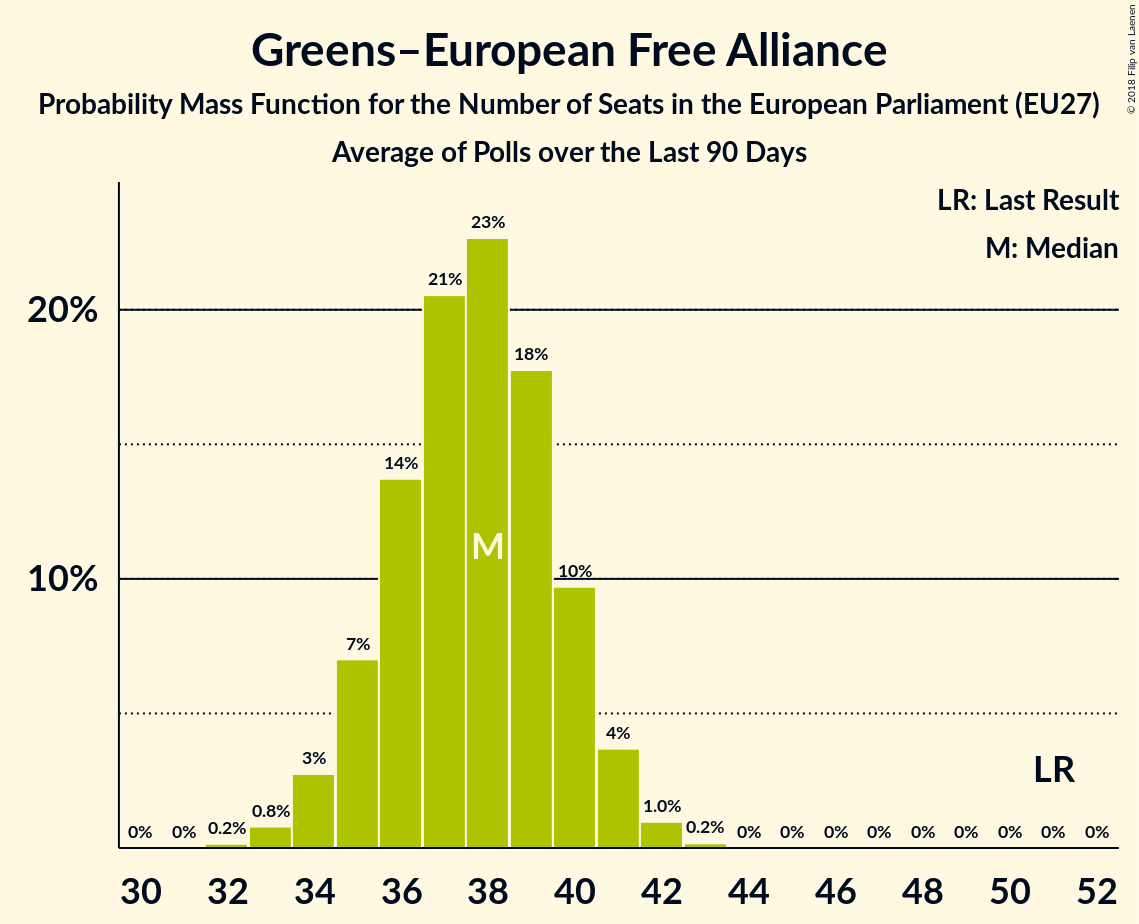 Greens–European Free Alliance
Probability Mass Function for the Number of Seats in the European Parliament (EU27)
Average of Polls over the Last 90 Days
© 2018 Filip van Laenen
LR: Last Result
M: Median
20%
10%
0%
0%
0.2%
0.8%
3%
7%
14%
21%
23%
18%
10%
4%
1.0%
0.2%
0%
0%
0%
0%
0%
0%
0%
0%
0%
M
LR
30 32 34 36 38 40 42 44 46 48 50 52